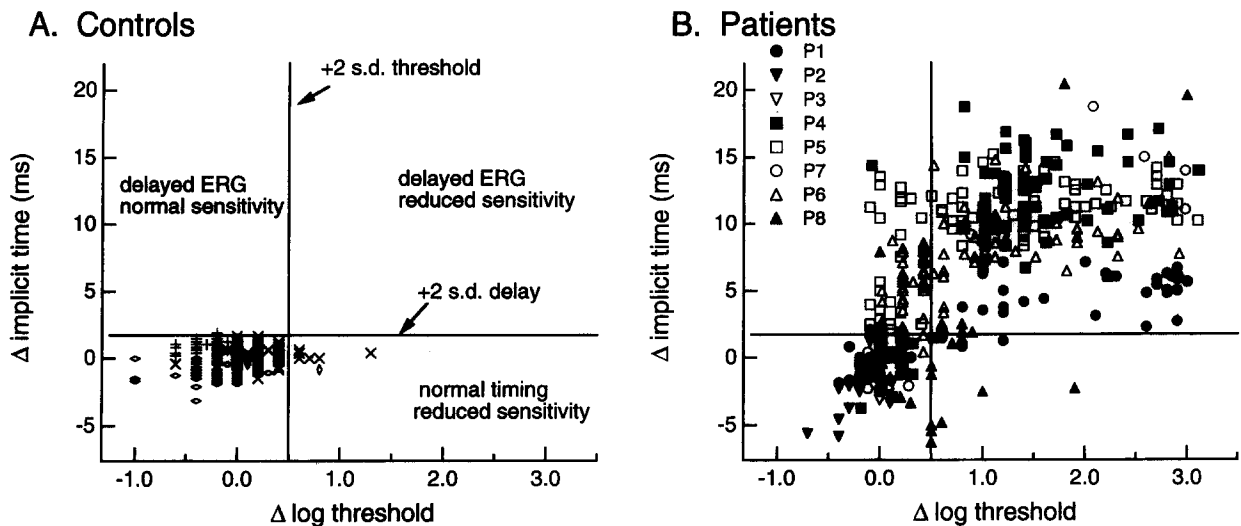 A. Controls
20
15
10
5
0
-5
Δ implicit time (ms)
+2 s.d. threshold
delayed ERG
normal sensitivity
delayed ERG
reduced sensitivity
+2 s.d. delay
normal timing
reduced sensitivity
-1.0 0.0 1.0 2.0 3.0
Δ log threshold
B. Patients
P1
P2
P3
P4
P5
P7
P6
P8
20
15
10
5
0
-5
Δ implicit time (ms)
-1.0 0.0 1.0 2.0 3.0
Δ log threshold